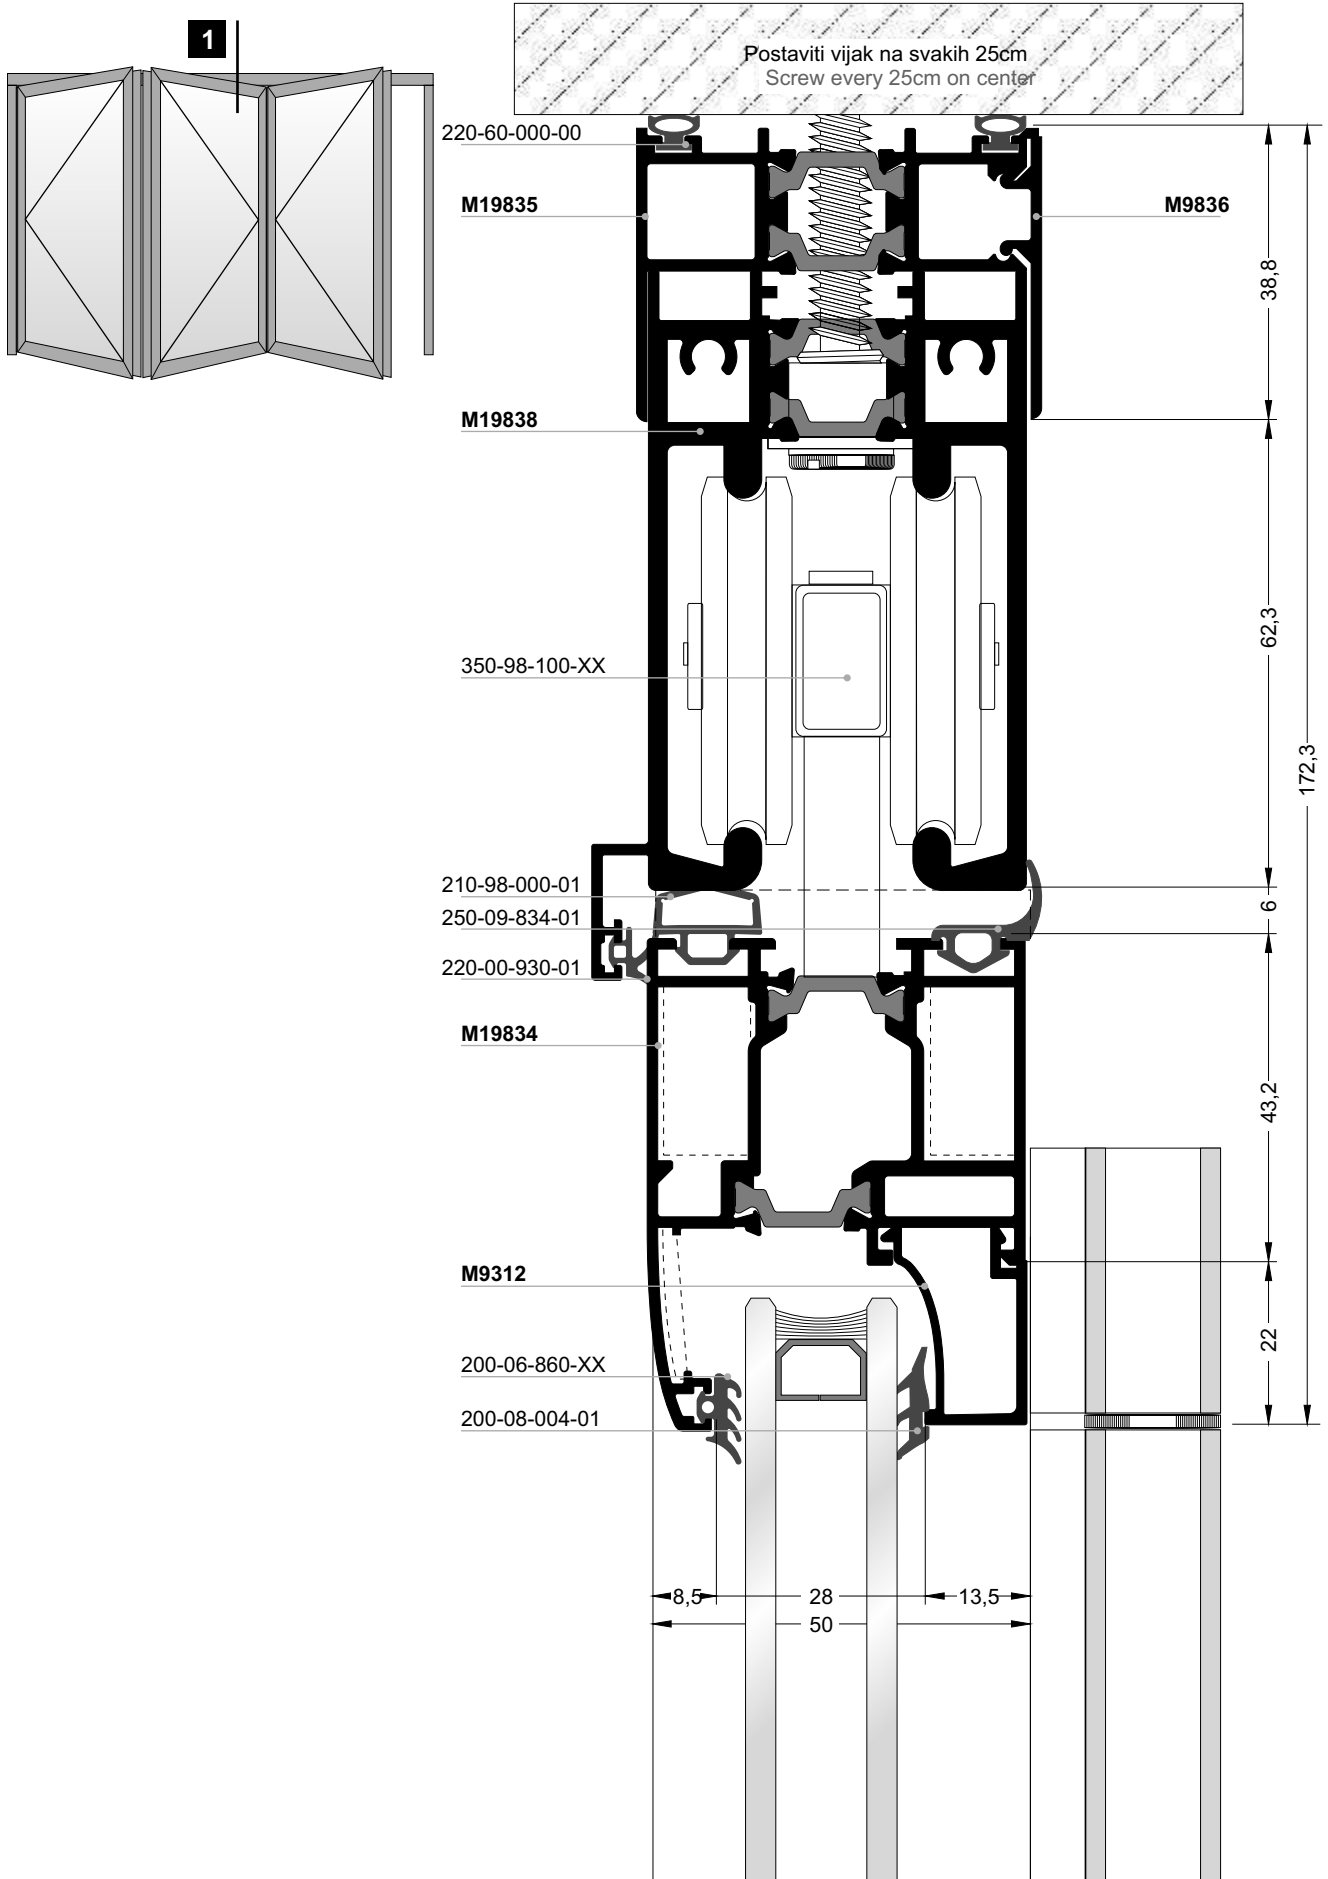 1
Postaviti vijak na svakih 25cm
Screw every 25cm on center
220-60-000-00
M19835
M9836
38,8
M19838
62,3
350-98-100-XX
172,3
210-98-000-01
6
250-09-834-01
220-00-930-01
M19834
43,2
M9312
22
200-06-860-XX
200-08-004-01
8,5
28
13,5
50